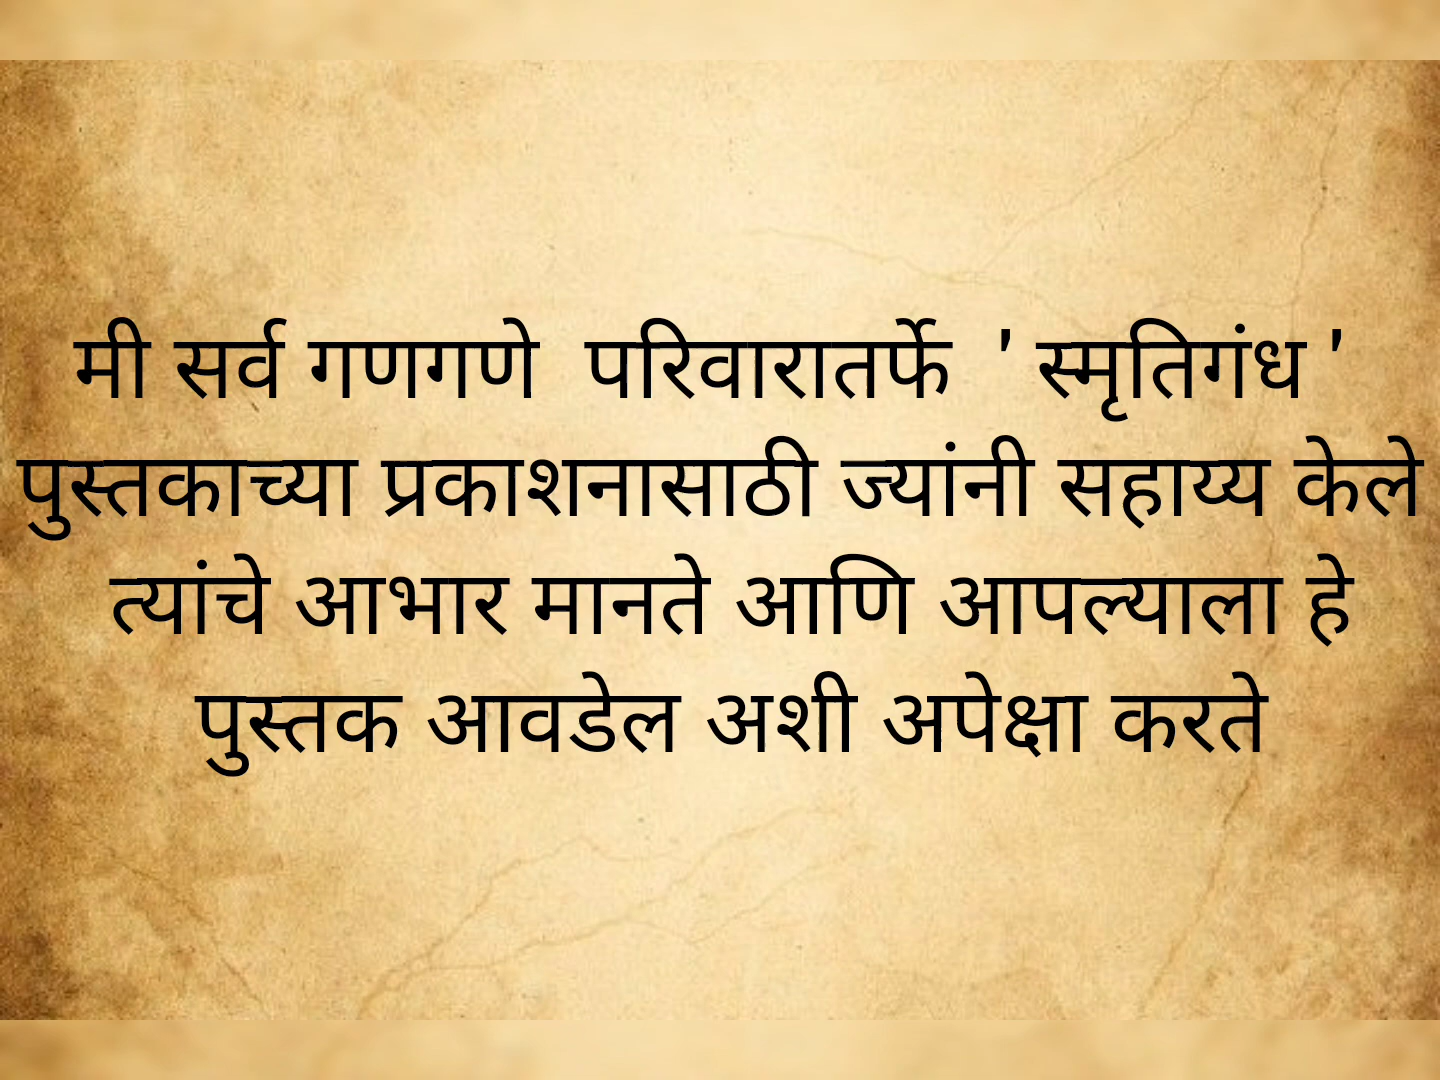 मी सर्व गणगणे  परिवारातर्फे  ' स्मृतिगंध '
पुस्तकाच्या प्रकाशनासाठी ज्यांनी सहाय्य केले
त्यांचे आभार मानते आणि आपल्याला हे
पुस्तक आवडेल अशी अपेक्षा करते